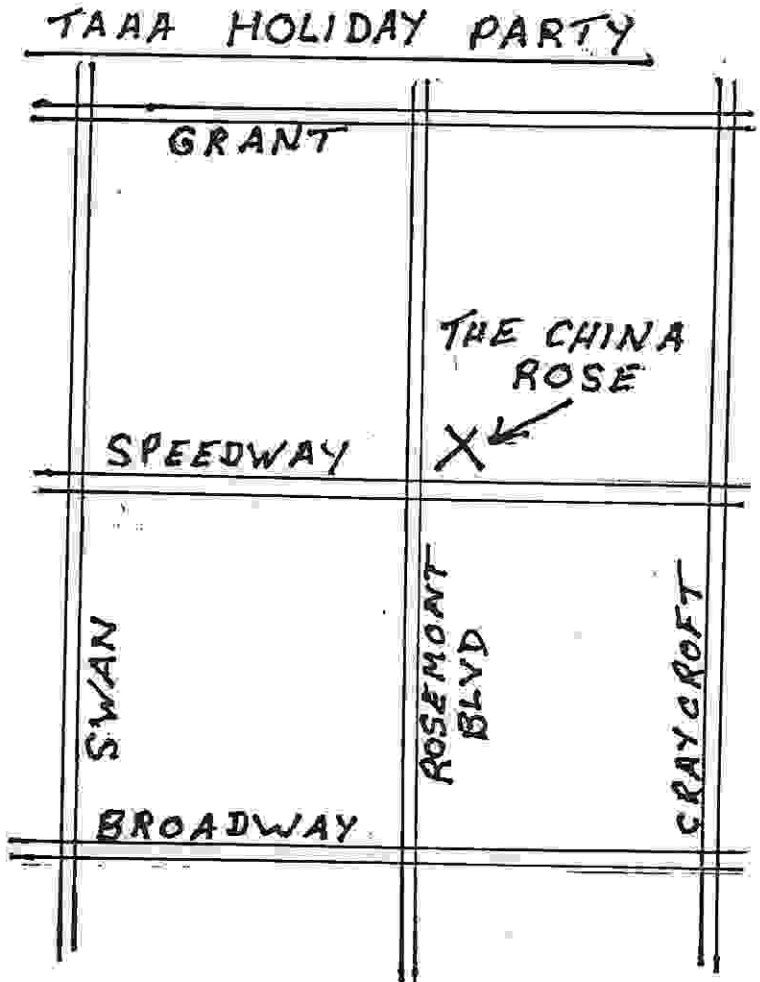 TAAA HOLIDAY PARTY
GRANT
THE CHINA
ROSE
SPEEDWAY
SWAN
ROSEMONT
BLVD
CRAYCROFT
BROADWAY